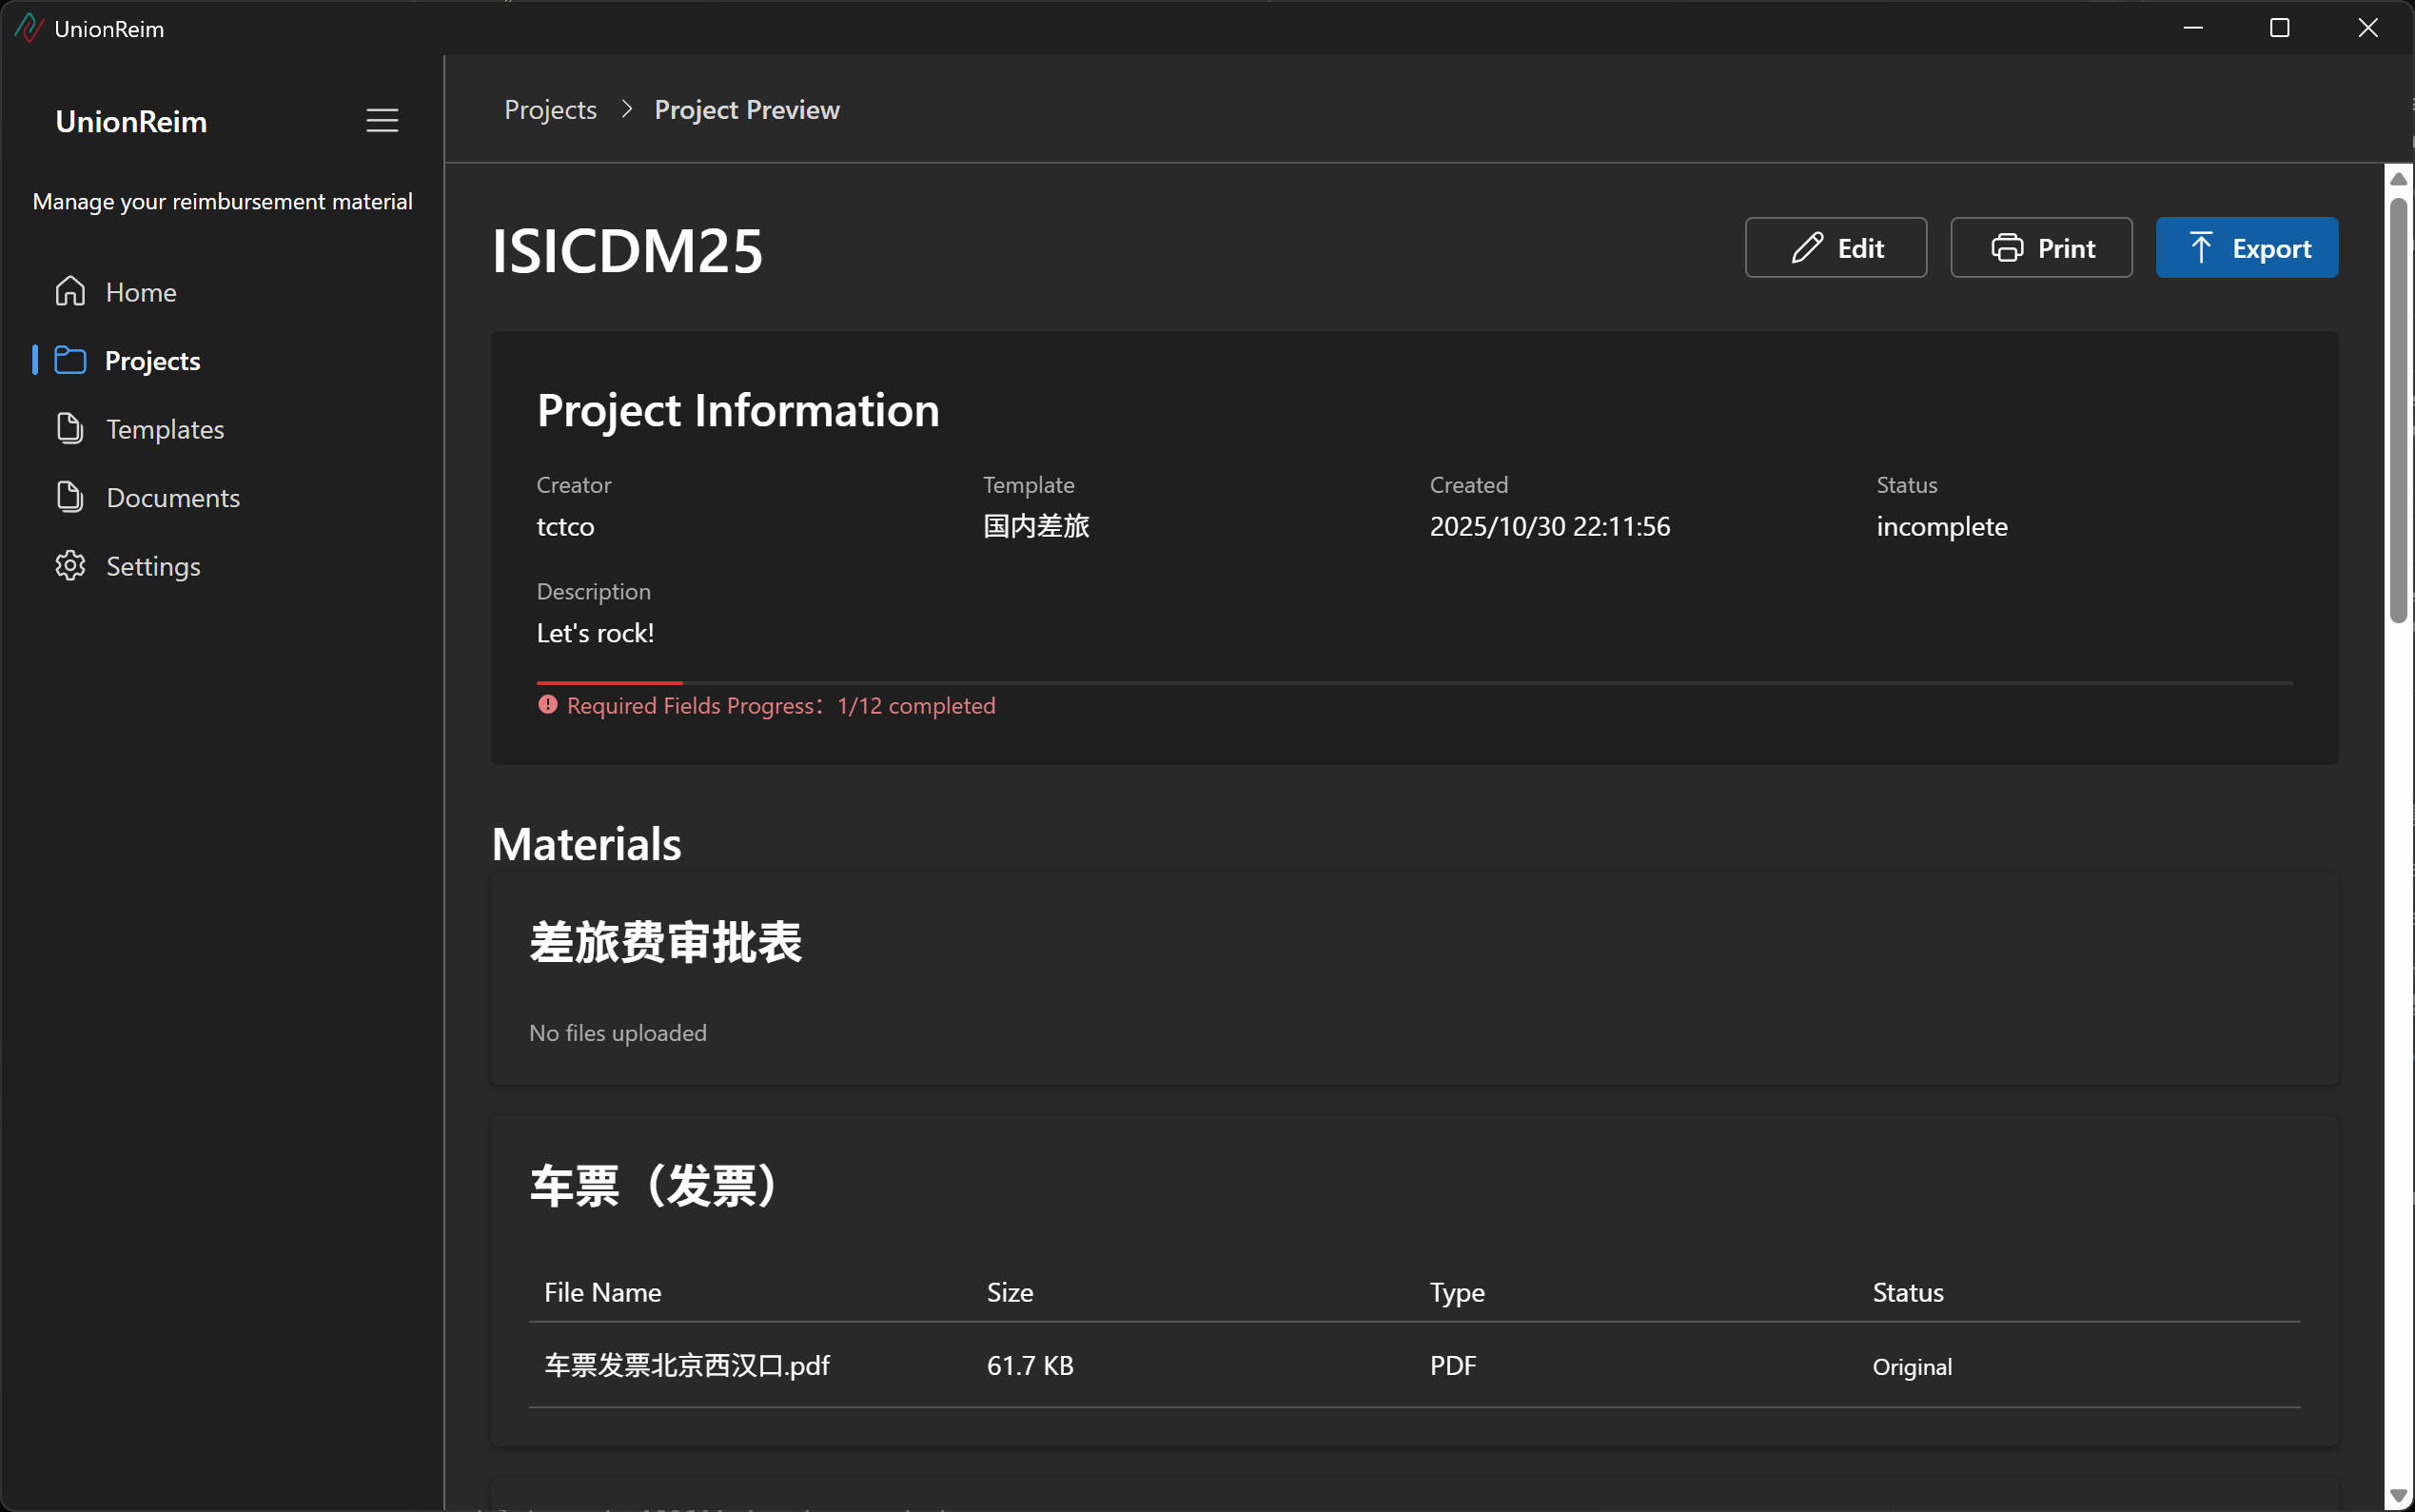 UnionReim
UnionReim
Manage your reimbursement material
Home
Projects
Templates
Documents
Settings
Projects > Project Preview
ISICDM25
Edit
Print
Export
Project Information
Creator
tctco
Template
国内差旅
Created
2025/10/30 22:11:56
Status
incomplete
Description
Let's rock!
Required Fields Progress：1/12 completed
Materials
差旅费审批表
No files uploaded
车票（发票）
File Name Size Type Status
车票发票北京西汉口.pdf 61.7 KB PDF Original